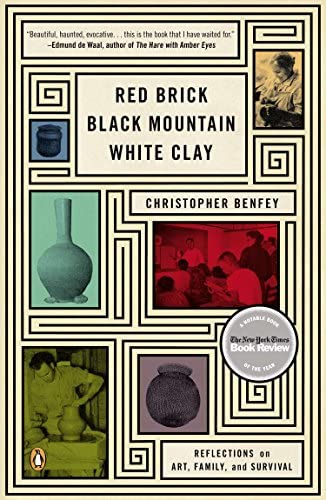 "Beautiful, haunted, evocative. . . this is the book that I have waited for."
–Edmund de Waal, author of The Hare with Amber Eyes
RED BRICK
BLACK MOUNTAIN
WHITE CLAY
CHRISTOPHER BENFEY
A NOTABLE BOOK
The New York Times
Book Review
OF THE YEAR
REFLECTIONS on
ART, FAMILY, and SURVIVAL